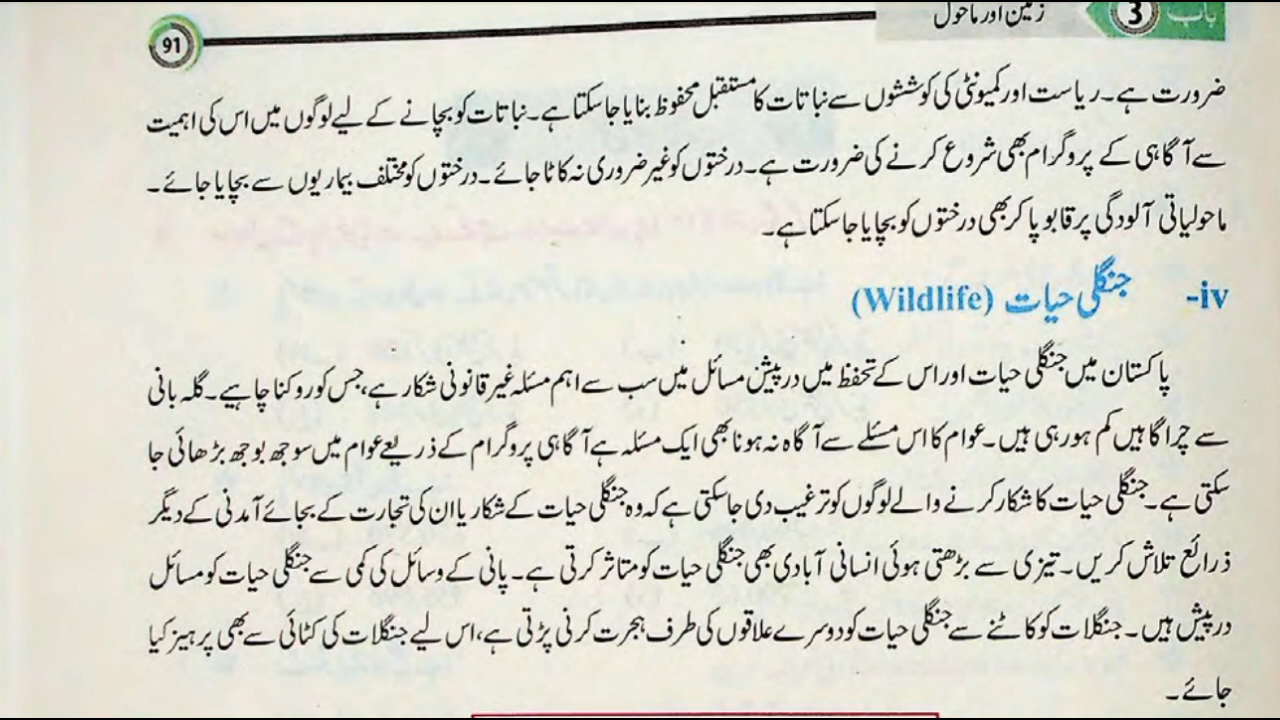 باب 3 زمین اور ماحول 91
ضرورت ہے۔ ریاست اور کمیونٹی کی کوششوں سے نباتات کا مستقبل محفوظ بنایا جا سکتا ہے۔ نباتات کو بچانے کے لیے لوگوں میں اس کی اہمیت
سے آگاہی کے پروگرام بھی شروع کرنے کی ضرورت ہے۔ درختوں کو غیر ضروری نہ کاٹا جائے۔ درختوں کو مختلف بیماریوں سے بچایا جائے۔
ماحولیاتی آلودگی پر قابو پا کر بھی درختوں کو بچایا جا سکتا ہے۔
iv- جنگلی حیات (Wildlife)
پاکستان میں جنگلی حیات اور اس کے تحفظ میں درپیش مسائل میں سب سے اہم مسئلہ غیر قانونی شکار ہے، جس کو روکنا چاہیے۔ گلہ بانی
سے چراگاہیں کم ہو رہی ہیں۔ عوام کا اس مسئلے سے آگاہ نہ ہونا بھی ایک مسئلہ ہے آگاہی پروگرام کے ذریعے عوام میں سوجھ بوجھ بڑھائی جا
سکتی ہے۔ جنگلی حیات کا شکار کرنے والے لوگوں کو ترغیب دی جا سکتی ہے کہ وہ جنگلی حیات کے شکار یا ان کی تجارت کے بجائے آمدنی کے دیگر
ذرائع تلاش کریں۔ تیزی سے بڑھتی ہوئی انسانی آبادی بھی جنگلی حیات کو متاثر کرتی ہے۔ پانی کے وسائل کی کمی سے جنگلی حیات کو مسائل
درپیش ہیں۔ جنگلات کو کاٹنے سے جنگلی حیات کو دوسرے علاقوں کی طرف ہجرت کرنی پڑتی ہے، اس لیے جنگلات کی کٹائی سے بھی پرہیز کیا
جائے۔